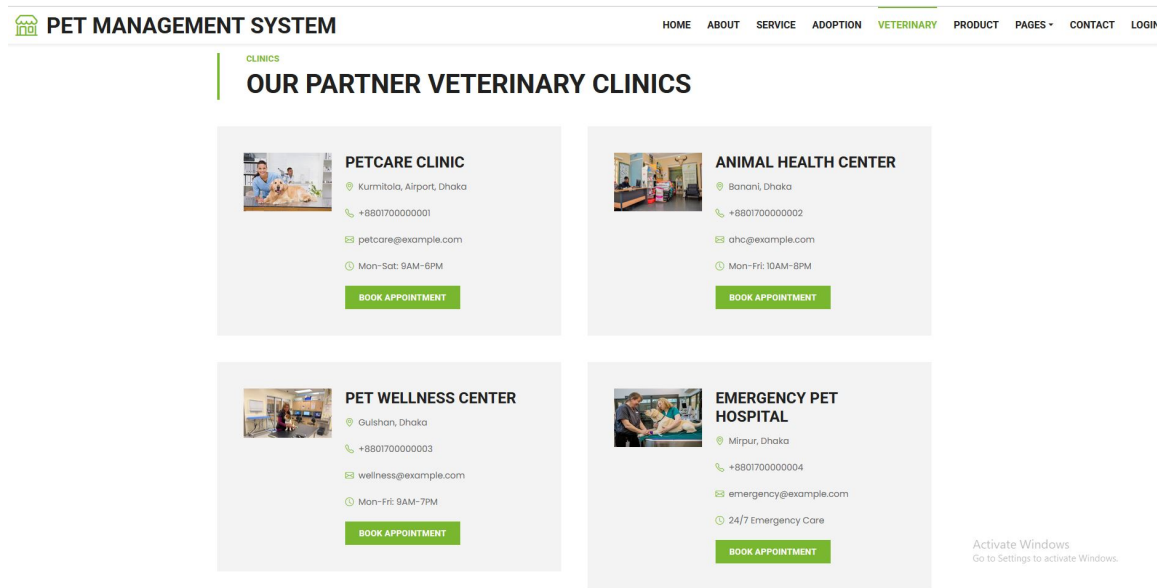 PET MANAGEMENT SYSTEM
HOME ABOUT SERVICE ADOPTION VETERINARY PRODUCT PAGES CONTACT LOGIN
CLINICS
OUR PARTNER VETERINARY CLINICS
PETCARE CLINIC
Kurmitola, Airport, Dhaka
+8801700000001
petcare@example.com
Mon-Sat: 9AM-6PM
BOOK APPOINTMENT
ANIMAL HEALTH CENTER
Banani, Dhaka
+8801700000002
ahc@example.com
Mon-Fri: 10AM-8PM
BOOK APPOINTMENT
PET WELLNESS CENTER
Gulshan, Dhaka
+8801700000003
wellness@example.com
Mon-Fri: 9AM-7PM
BOOK APPOINTMENT
EMERGENCY PET
HOSPITAL
Mirpur, Dhaka
+8801700000004
emergency@example.com
24/7 Emergency Care
BOOK APPOINTMENT
Activate Windows
Go to Settings to activate Windows.